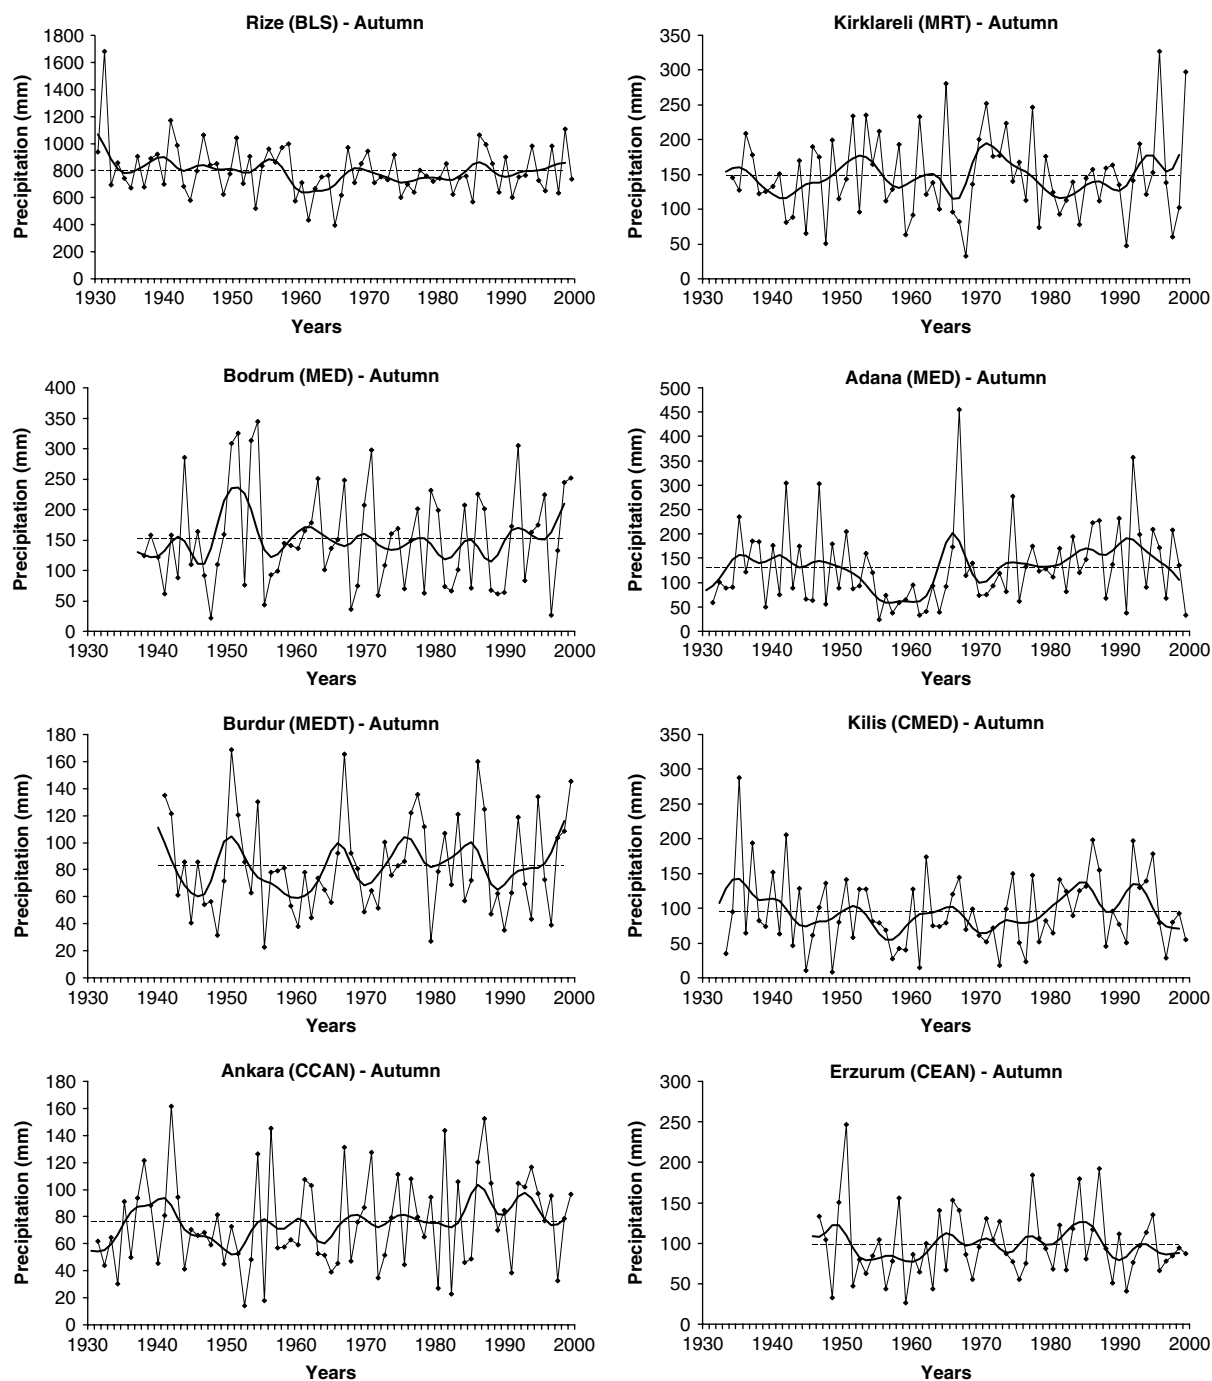 Rize (BLS) - Autumn
Precipitation (mm)
1800
1600
1400
1200
1000
800
600
400
200
0
1930 1940 1950 1960 1970 1980 1990 2000
Years
Kirklareli (MRT) - Autumn
Precipitation (mm)
350
300
250
200
150
100
50
0
1930 1940 1950 1960 1970 1980 1990 2000
Years
Bodrum (MED) - Autumn
Precipitation (mm)
400
350
300
250
200
150
100
50
0
1930 1940 1950 1960 1970 1980 1990 2000
Years
Adana (MED) - Autumn
Precipitation (mm)
500
450
400
350
300
250
200
150
100
50
0
1930 1940 1950 1960 1970 1980 1990 2000
Years
Burdur (MEDT) - Autumn
Precipitation (mm)
180
160
140
120
100
80
60
40
20
0
1930 1940 1950 1960 1970 1980 1990 2000
Years
Kilis (CMED) - Autumn
Precipitation (mm)
350
300
250
200
150
100
50
0
1930 1940 1950 1960 1970 1980 1990 2000
Years
Ankara (CCAN) - Autumn
Precipitation (mm)
180
160
140
120
100
80
60
40
20
0
1930 1940 1950 1960 1970 1980 1990 2000
Years
Erzurum (CEAN) - Autumn
Precipitation (mm)
300
250
200
150
100
50
0
1930 1940 1950 1960 1970 1980 1990 2000
Years